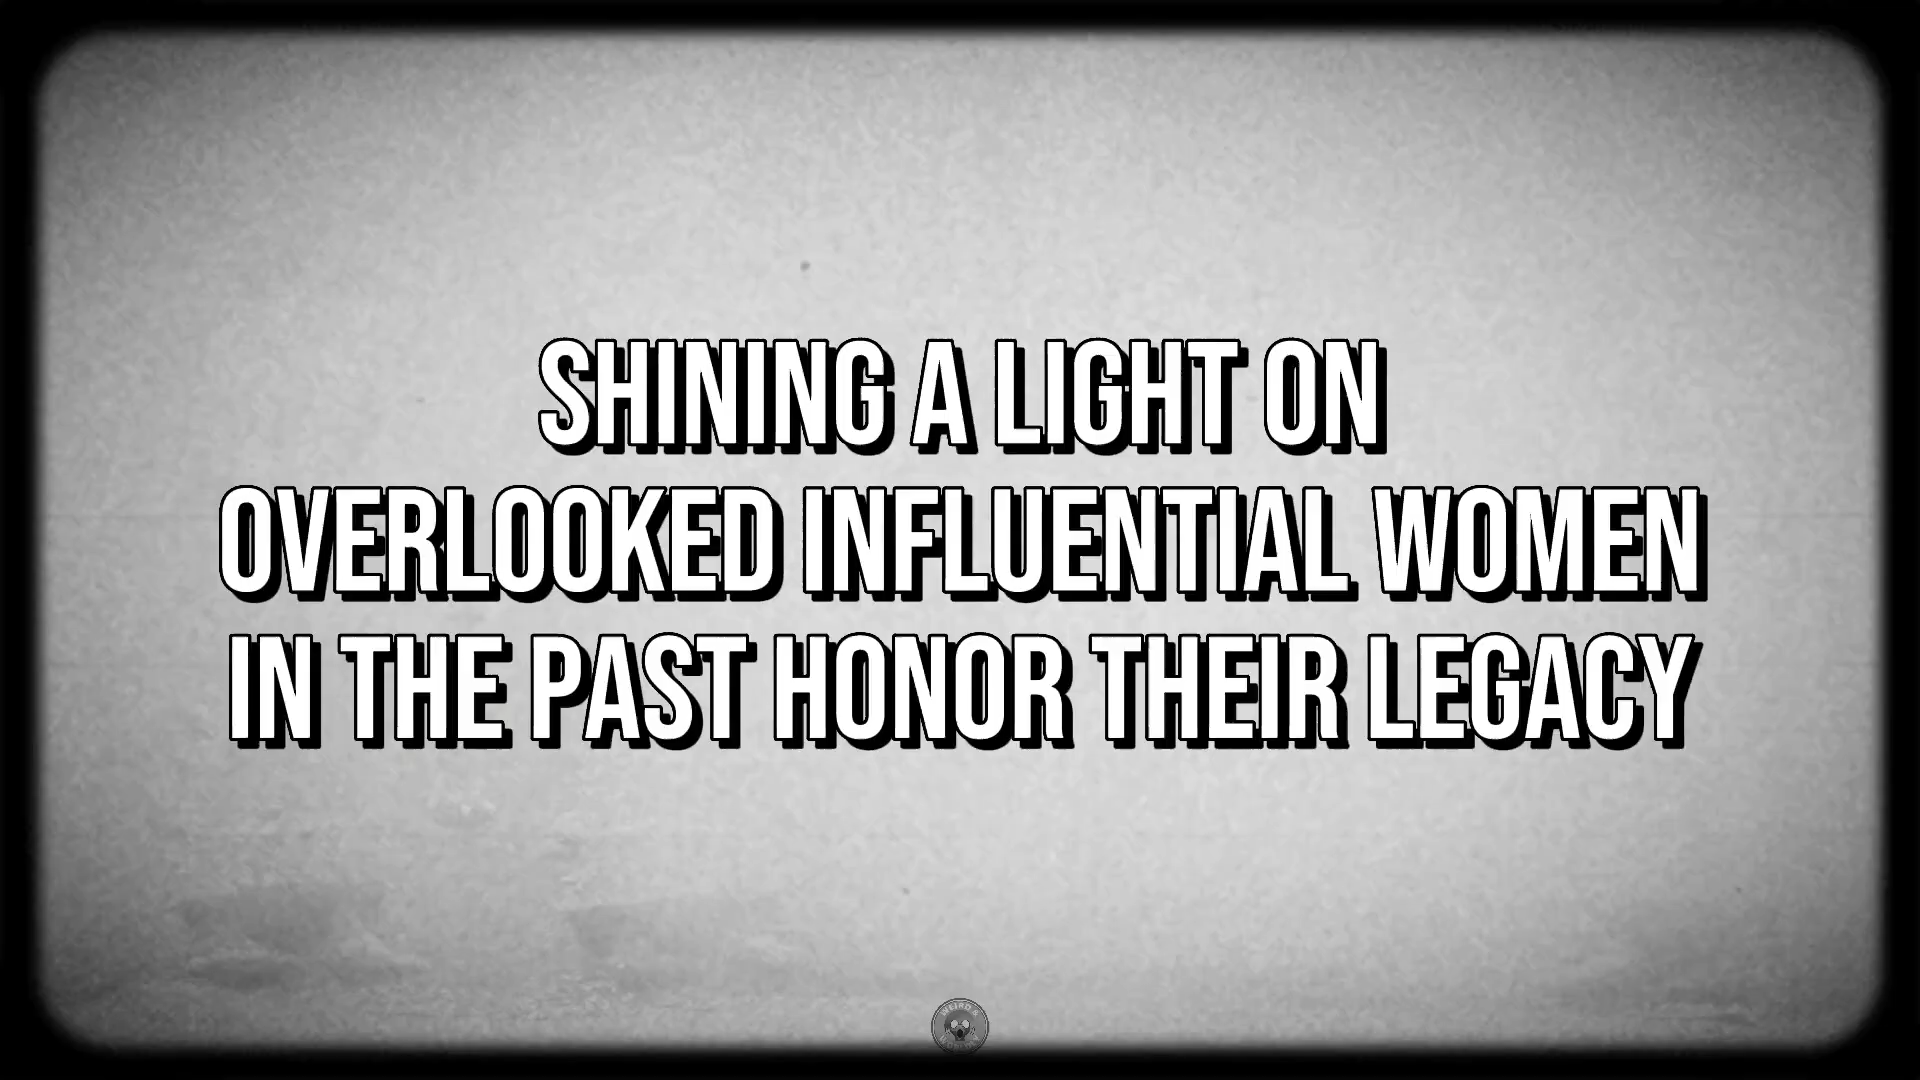 SHINING A LIGHT ON
OVERLOOKED INFLUENTIAL WOMEN
IN THE PAST HONOR THEIR LEGACY